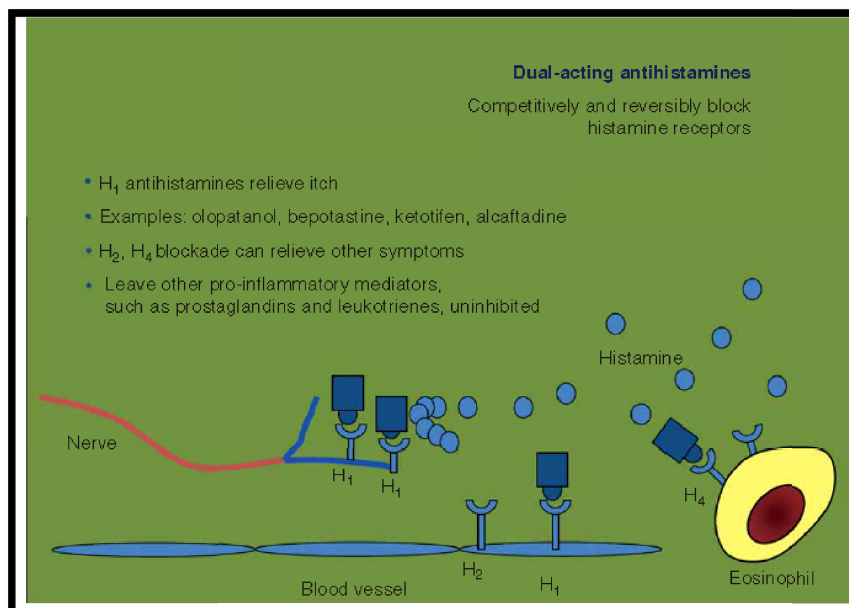 Dual-acting antihistamines
Competitively and reversibly block
histamine receptors
• H₁ antihistamines relieve itch
• Examples: olopatanol, bepotastine, ketotifen, alcaftadine
• H₂, H₄ blockade can relieve other symptoms
• Leave other pro-inflammatory mediators,
such as prostaglandins and leukotrienes, uninhibited
Histamine
Nerve
H₁
H₁
H₄
H₂
H₁
Eosinophil
Blood vessel